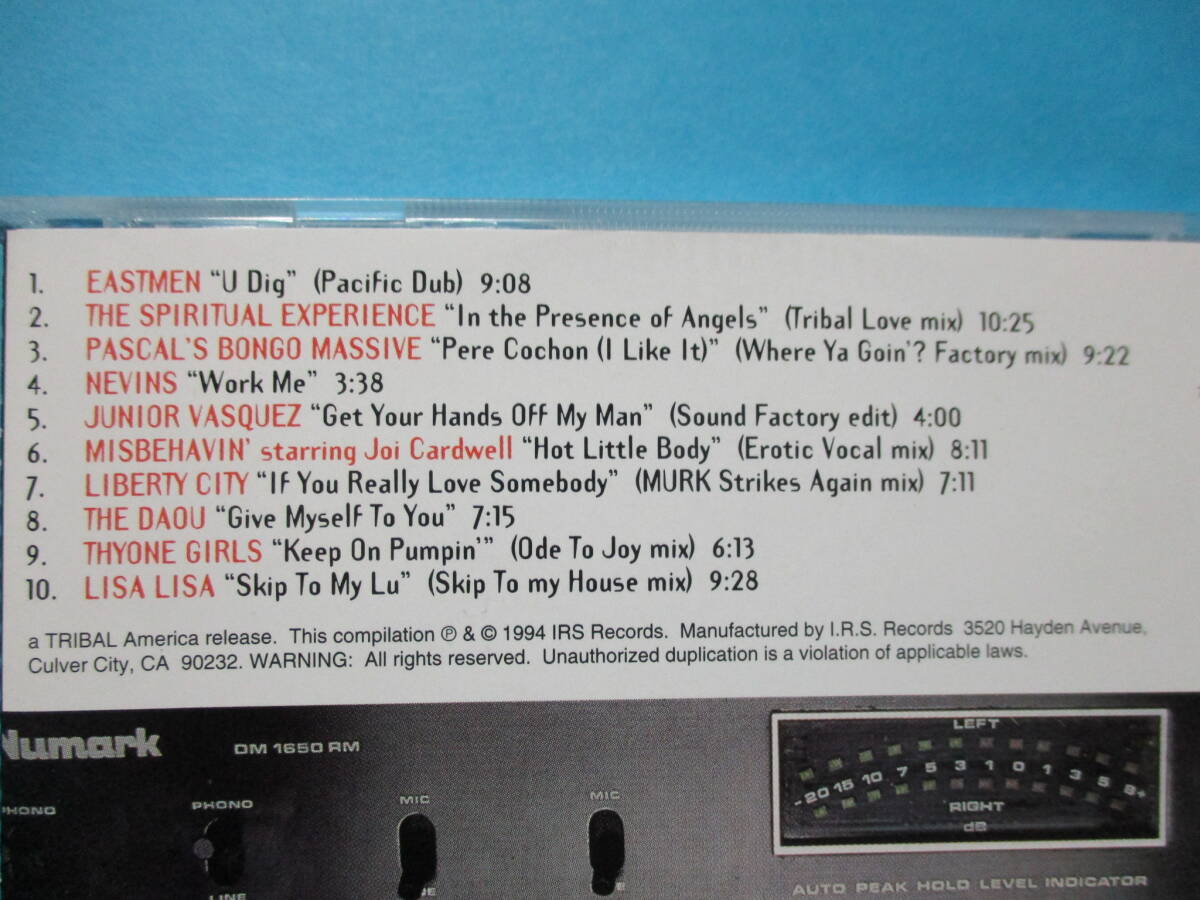 1. EASTMEN "U Dig" (Pacific Dub) 9:08
2. THE SPIRITUAL EXPERIENCE "In the Presence of Angels" (Tribal Love mix) 10:25
3. PASCAL'S BONGO MASSIVE "Pere Cochon (I Like It)" (Where Ya Goin'? Factory mix) 9:22
4. NEVINS "Work Me" 3:38
5. JUNIOR VASQUEZ "Get Your Hands Off My Man" (Sound Factory edit) 4:00
6. MISBEHAVIN' starring Joi Cardwell "Hot Little Body" (Erotic Vocal mix) 8:11
7. LIBERTY CITY "If You Really Love Somebody" (MURK Strikes Again mix) 7:11
8. THE DAOU "Give Myself To You" 7:15
9. THYONE GIRLS "Keep On Pumpin'" (Ode To Joy mix) 6:13
10. LISA LISA "Skip To My Lu" (Skip To my House mix) 9:28
a TRIBAL America release. This compilation ℗ & © 1994 IRS Records. Manufactured by I.R.S. Records 3520 Hayden Avenue,
Culver City, CA 90232. WARNING: All rights reserved. Unauthorized duplication is a violation of applicable laws.
Numark DM 1650 RM
LEFT
-20 15 10 7 5 3 1 0 1 3 5 8+
RIGHT
dB
PHONO PHONO MIC MIC
LINE
AUTO PEAK HOLD LEVEL INDICATOR